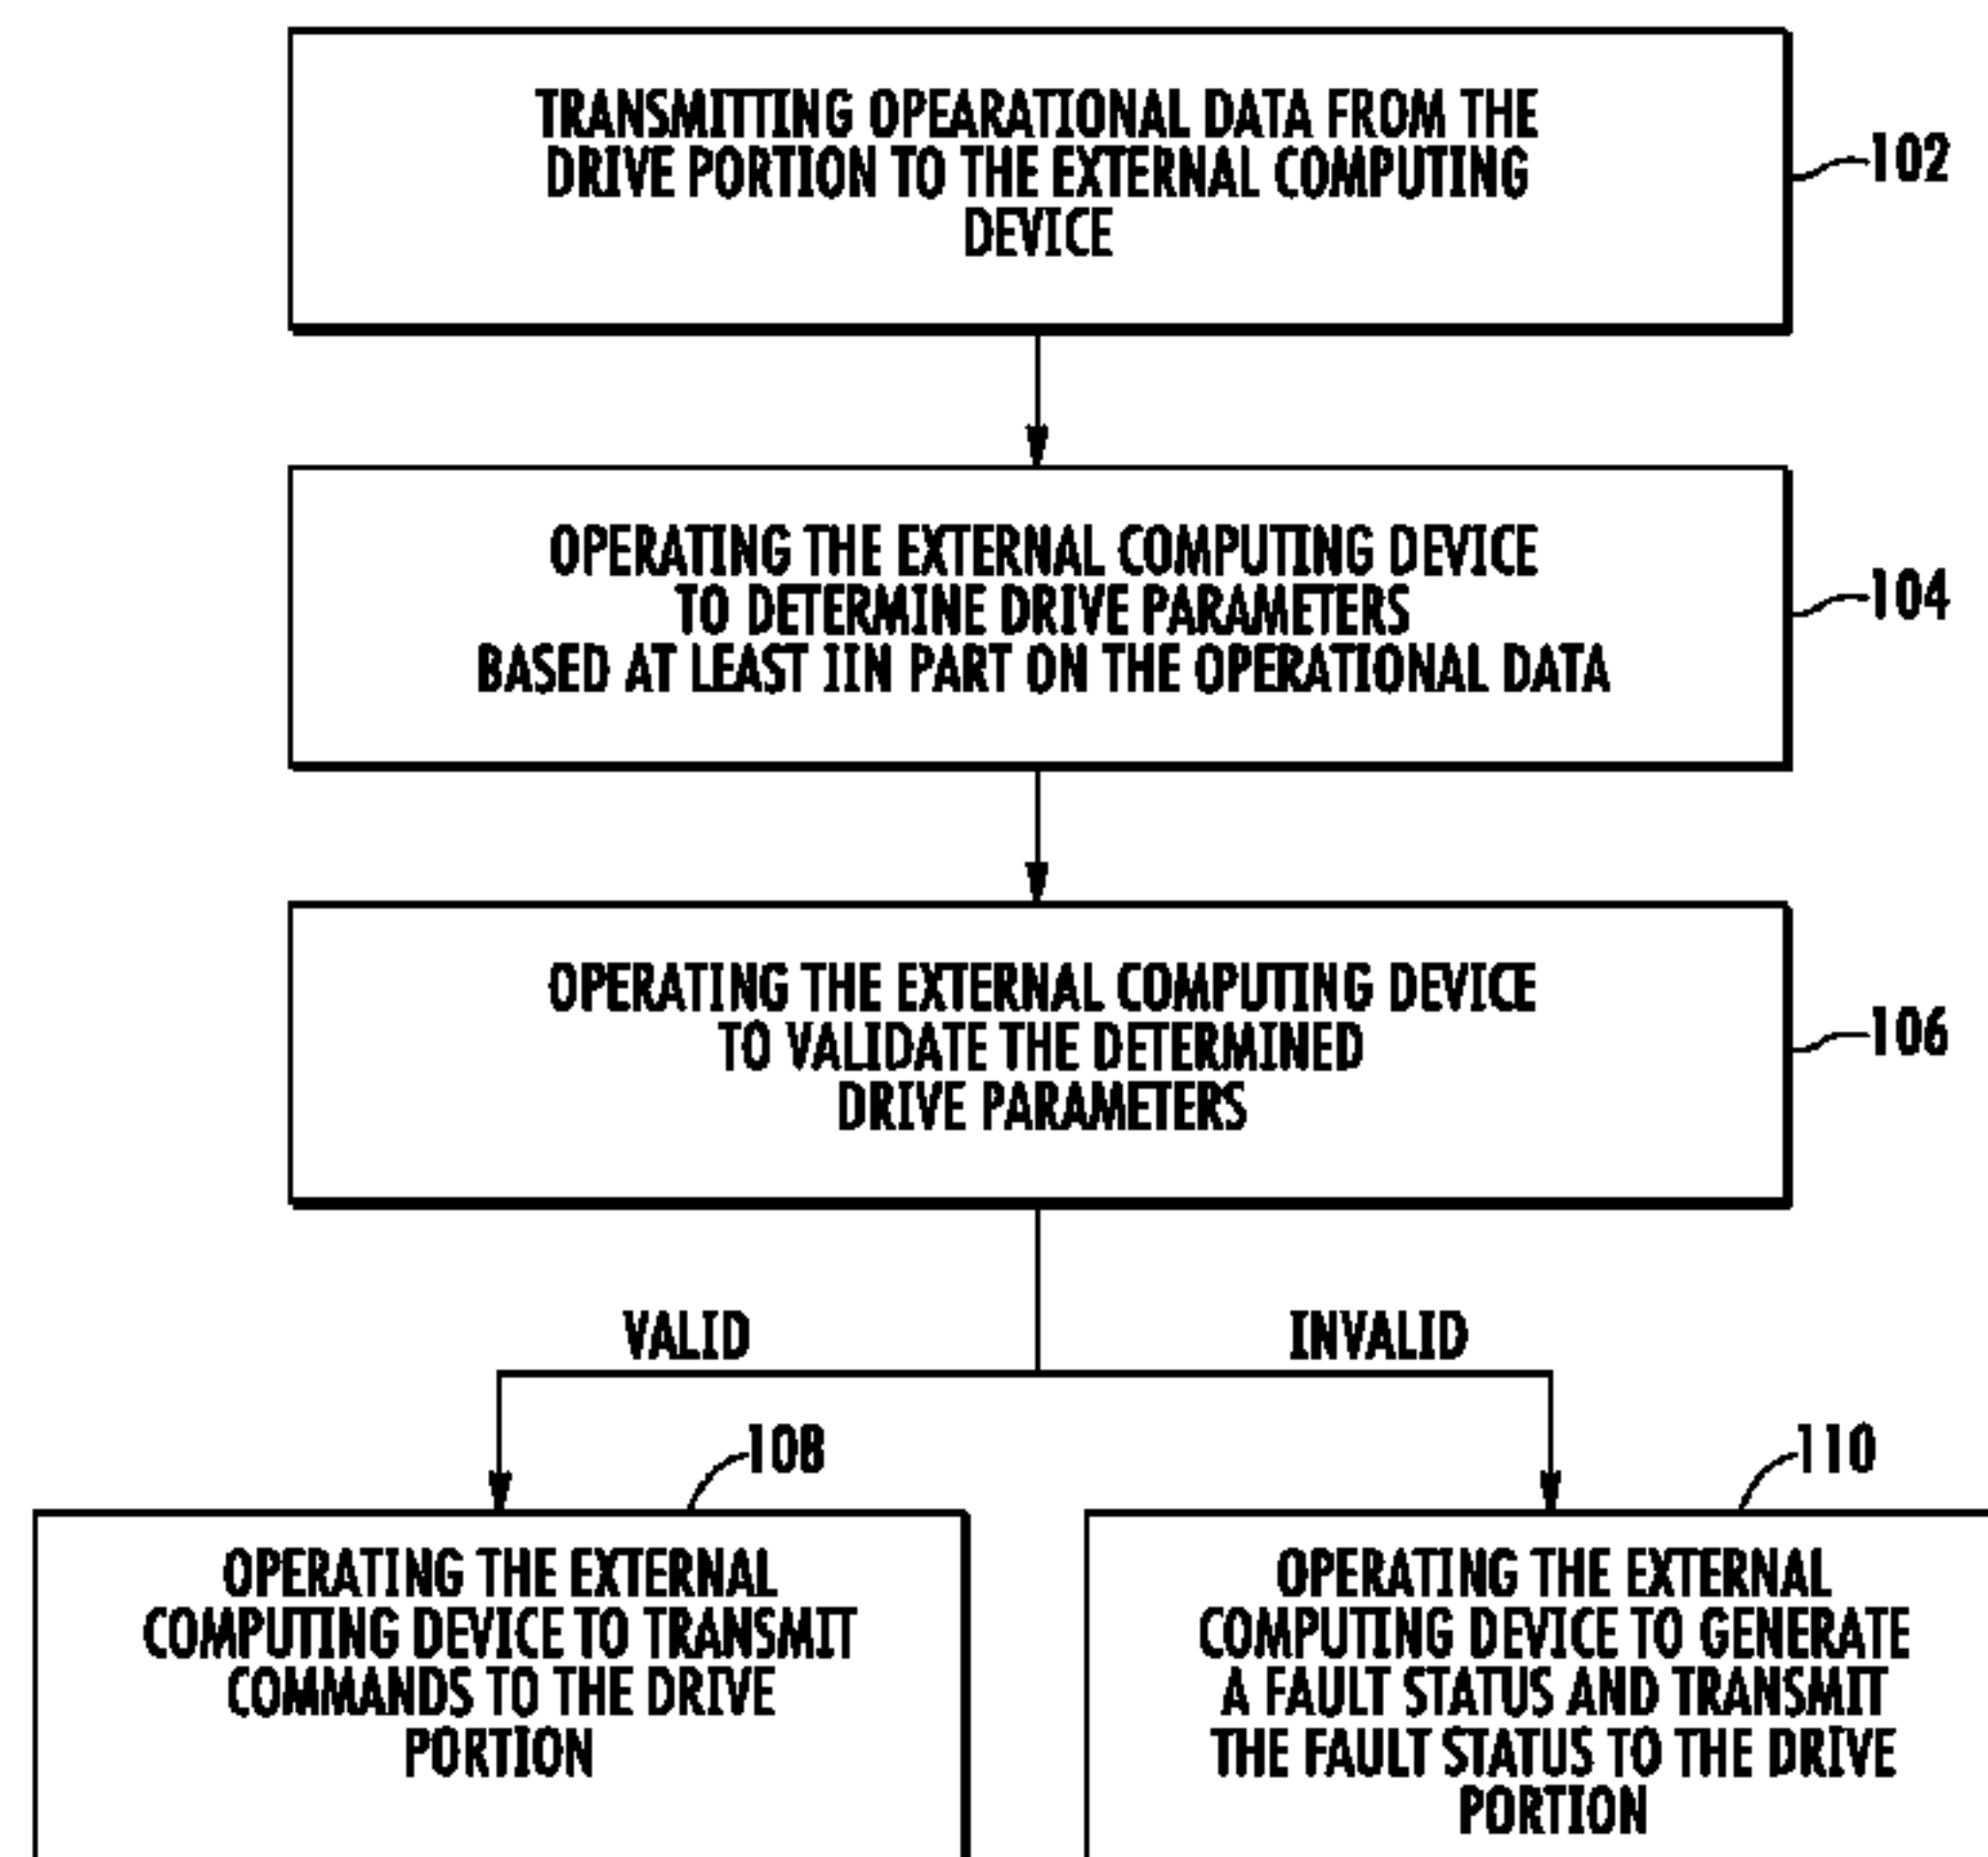 TRANSMITTING OPEARATIONAL DATA FROM THE
DRIVE PORTION TO THE EXTERNAL COMPUTING
DEVICE
102
OPERATING THE EXTERNAL COMPUTING DEVICE
TO DETERMINE DRIVE PARAMETERS
BASED AT LEAST IIN PART ON THE OPERATIONAL DATA
104
OPERATING THE EXTERNAL COMPUTING DEVICE
TO VALIDATE THE DETERMINED
DRIVE PARAMETERS
106
VALID
INVALID
108
OPERATING THE EXTERNAL
COMPUTING DEVICE TO TRANSMIT
COMMANDS TO THE DRIVE
PORTION
110
OPERATING THE EXTERNAL
COMPUTING DEVICE TO GENERATE
A FAULT STATUS AND TRANSMIT
THE FAULT STATUS TO THE DRIVE
PORTION